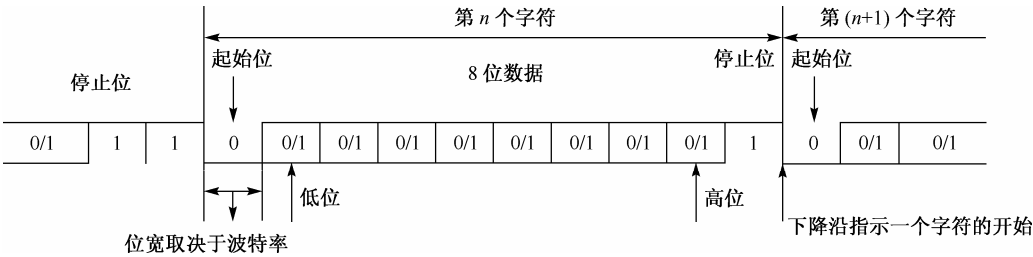 第 n 个字符
第 (n+1) 个字符
停止位
起始位
8 位数据
停止位
起始位
0/1 1 1 0 0/1 0/1 0/1 0/1 0/1 0/1 0/1 0/1 1 0 0/1 0/1
低位
高位
位宽取决于波特率
下降沿指示一个字符的开始